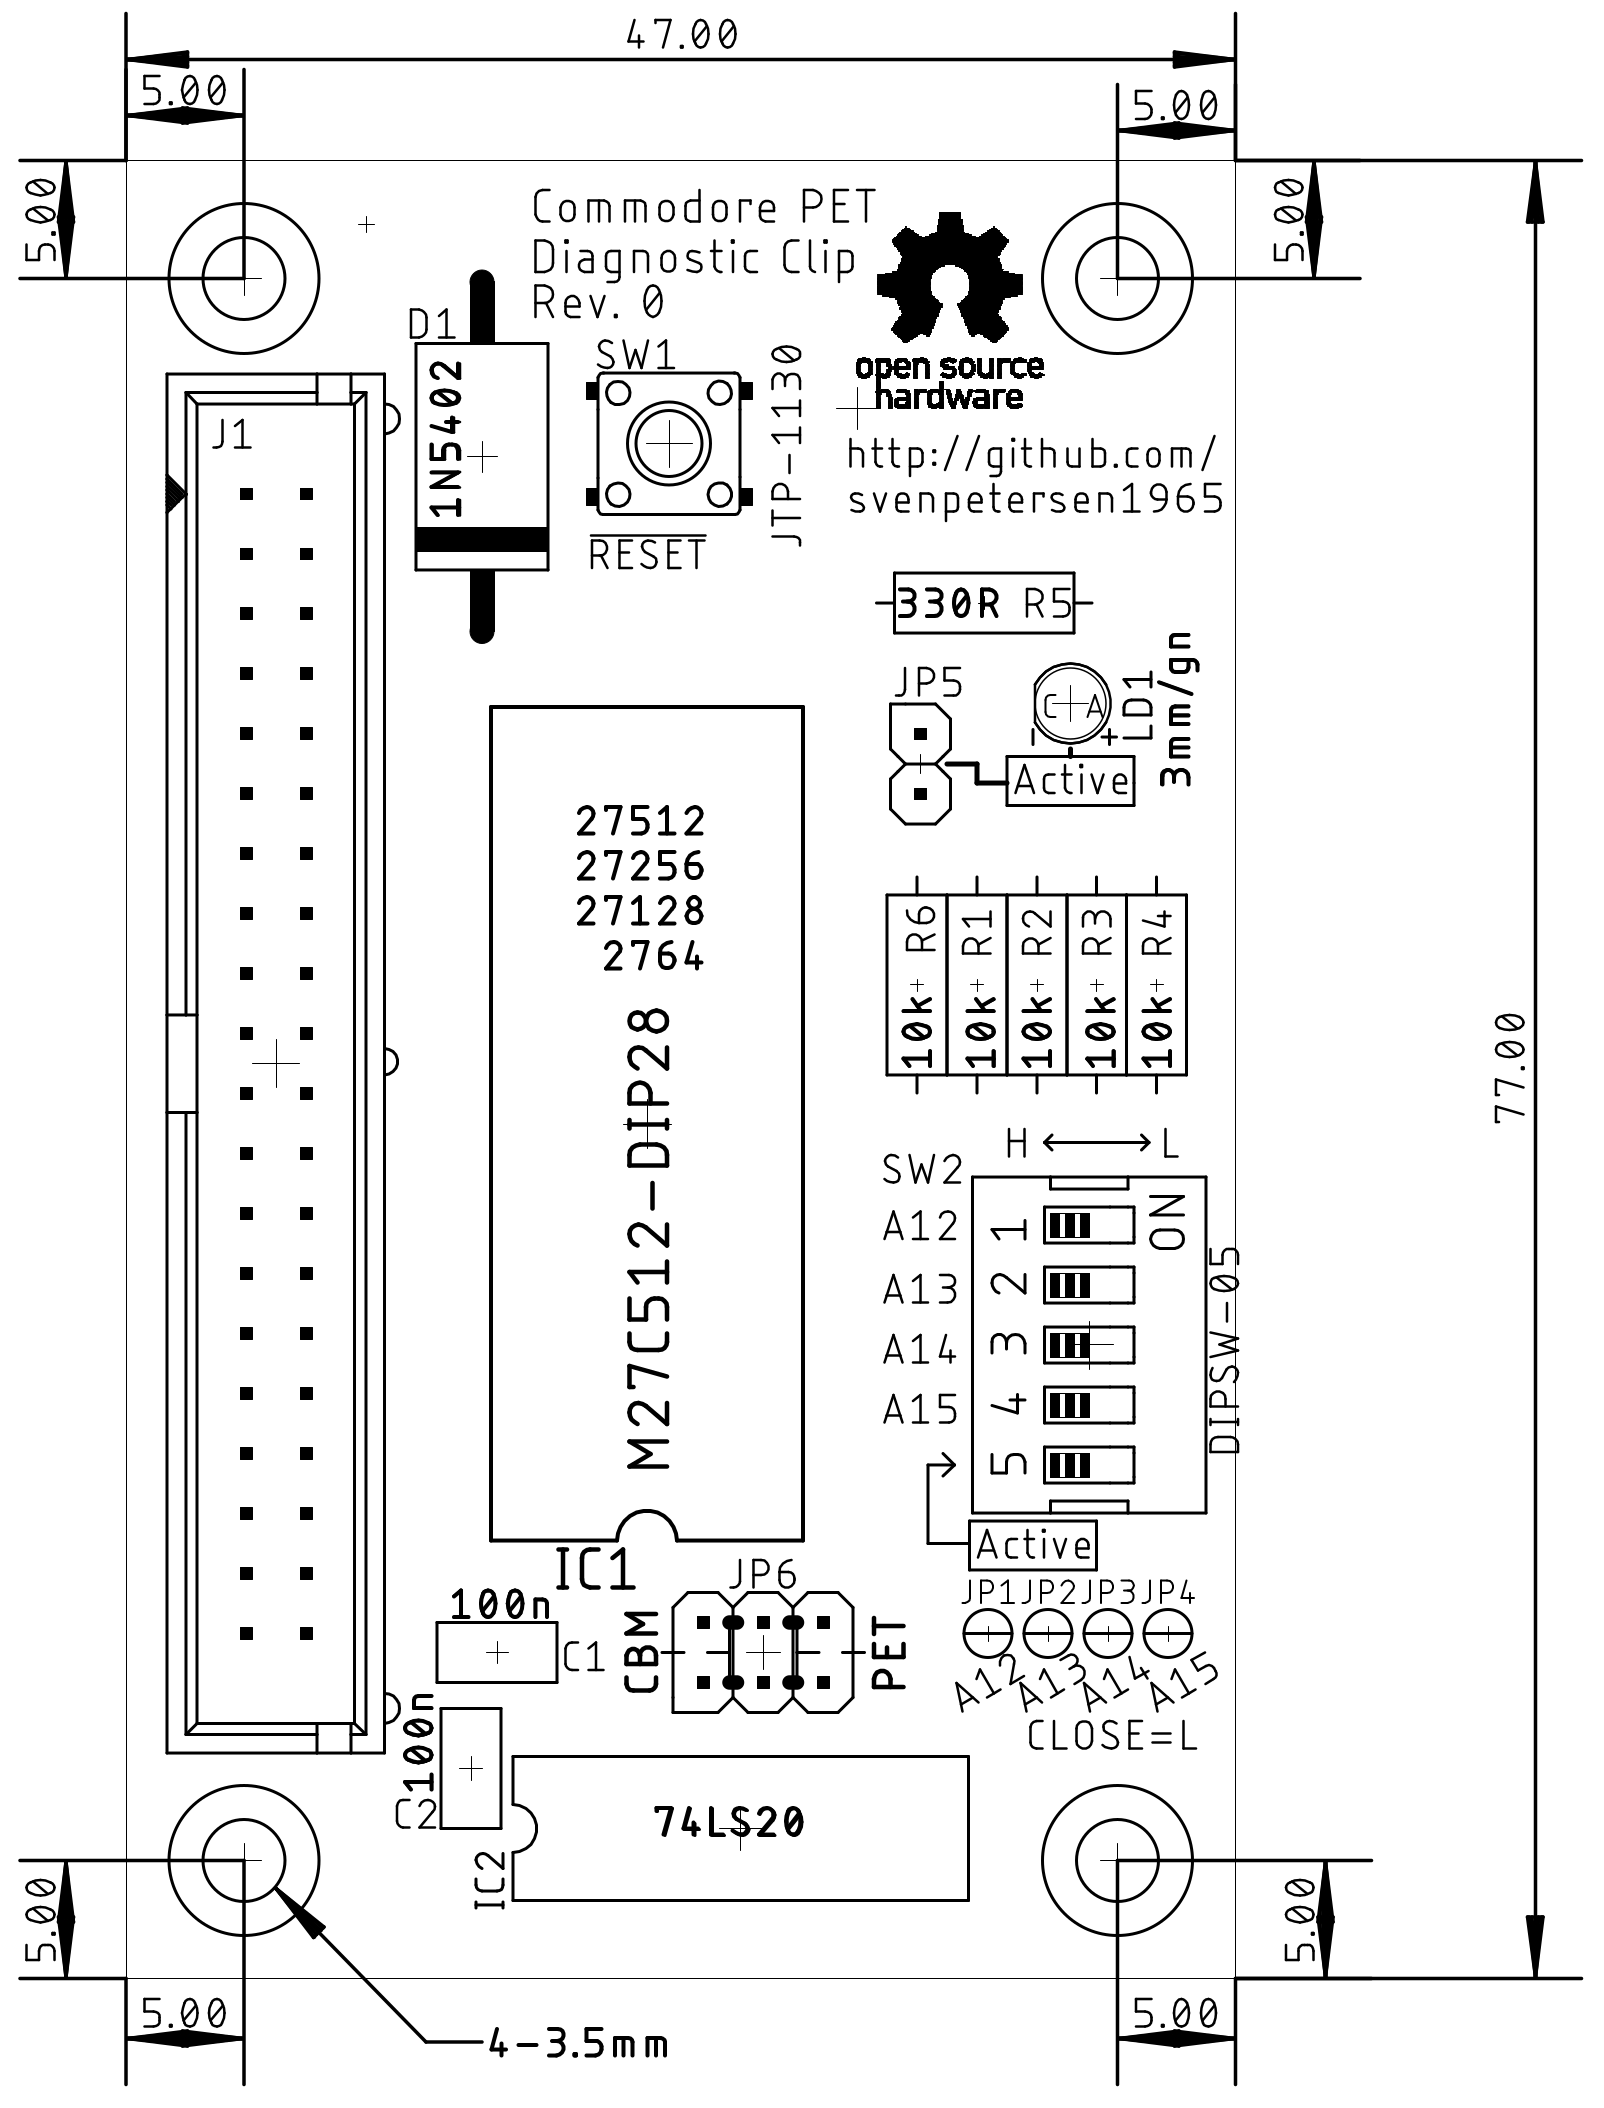 47.00
5.00
5.00
5.00
5.00
Commodore PET
Diagnostic Clip
Rev. 0
open source
hardware
http://github.com/
svenpetersen1965
D1
1N5402
SW1
JTP-1130
RESET
J1
330R R5
JP5
C A
- +
LD1
3mm/gn
Active
27512
27256
27128
2764
M27C512-DIP28
IC1
10k R6
10k R1
10k R2
10k R3
10k R4
77.00
H L
SW2
ON
A12 1
A13 2
A14 3
A15 4
5
DIPSW-05
Active
JP1 JP2 JP3 JP4
A12 A13 A14 A15
CLOSE=L
JP6
CBM
PET
100n
C1
100n
C2
74LS20
IC2
5.00
5.00
5.00
5.00
4-3.5mm